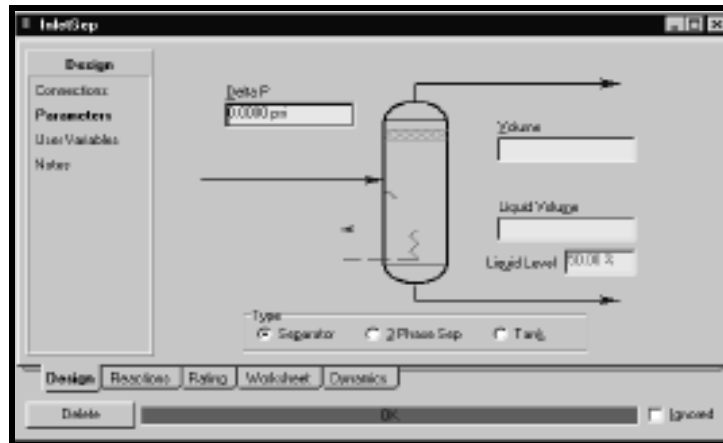 InletSep
Design
Connections
Parameters
User Variables
Notes
Delta P
0.0000 psi
Volume
Liquid Volume
Liquid Level 50.00 %
Type
Separator 3 Phase Sep Tank
Design Reactions Rating Worksheet Dynamics
Delete OK Ignored